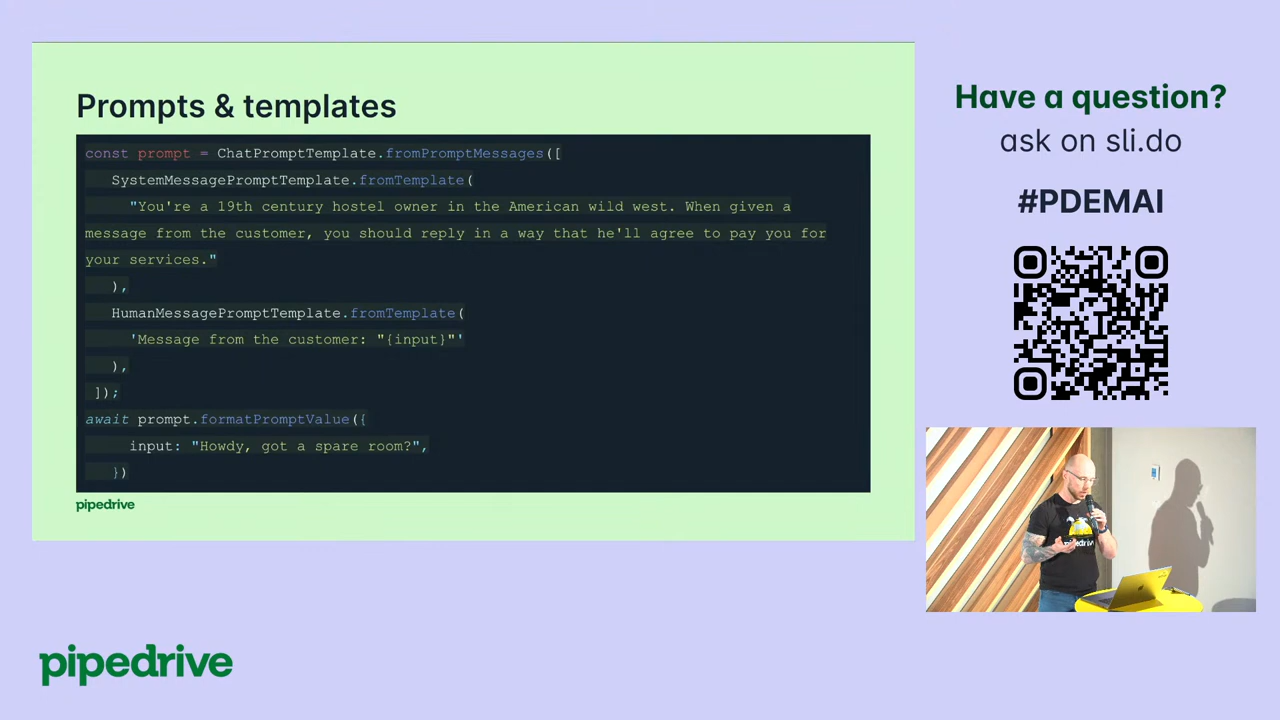 Prompts & templates
const prompt = ChatPromptTemplate.fromPromptMessages([
SystemMessagePromptTemplate.fromTemplate(
"You're a 19th century hostel owner in the American wild west. When given a
message from the customer, you should reply in a way that he'll agree to pay you for
your services."
),
HumanMessagePromptTemplate.fromTemplate(
'Message from the customer: "{input}"'
),
]);
await prompt.formatPromptValue({
input: "Howdy, got a spare room?",
})
pipedrive
Have a question?
ask on sli.do
#PDEMAI
pipedrive
pipedrive